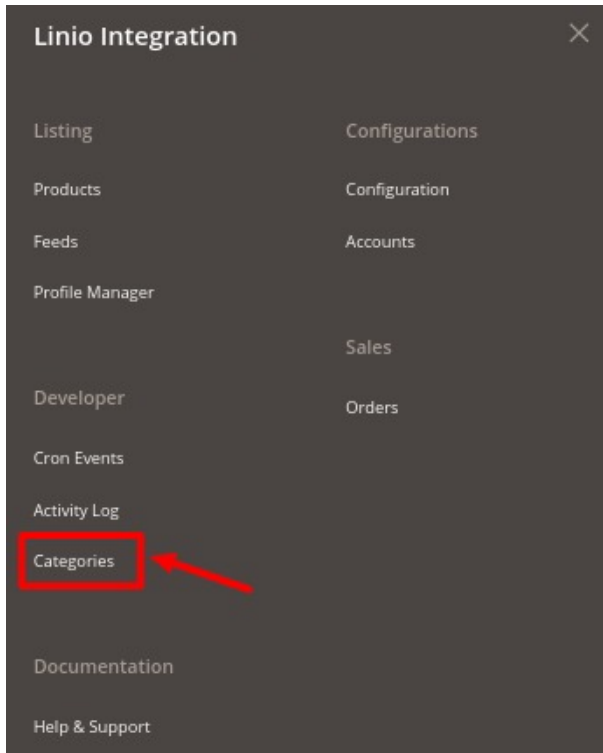 Linio Integration
Listing
Products
Feeds
Profile Manager
Developer
Cron Events
Activity Log
Categories
Documentation
Help & Support
Configurations
Configuration
Accounts
Sales
Orders